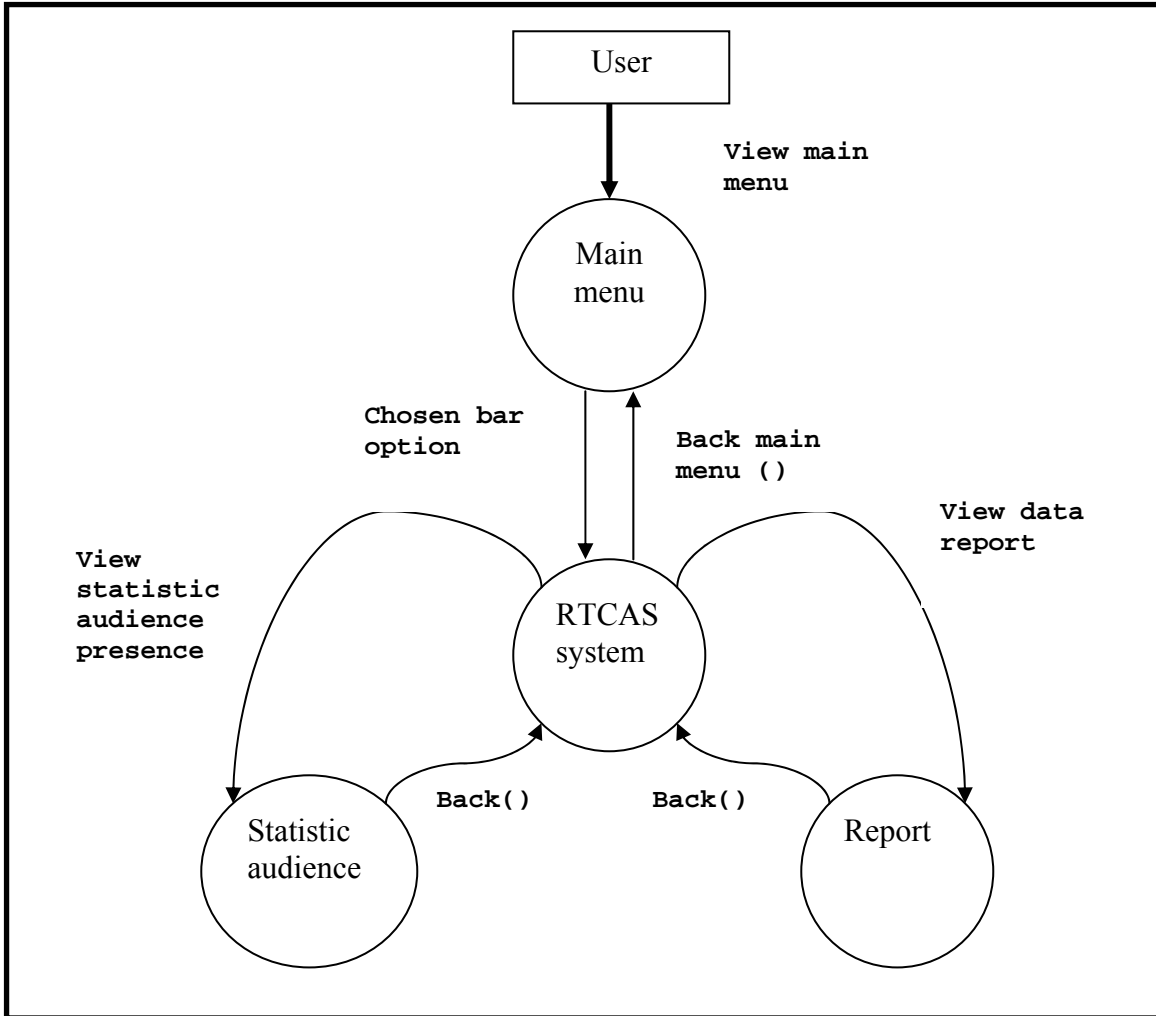 User
View main
menu
Main
menu
Chosen bar
option
Back main
menu ()
View data
report
View
statistic
audience
presence
RTCAS
system
Back()
Back()
Statistic
audience
Report